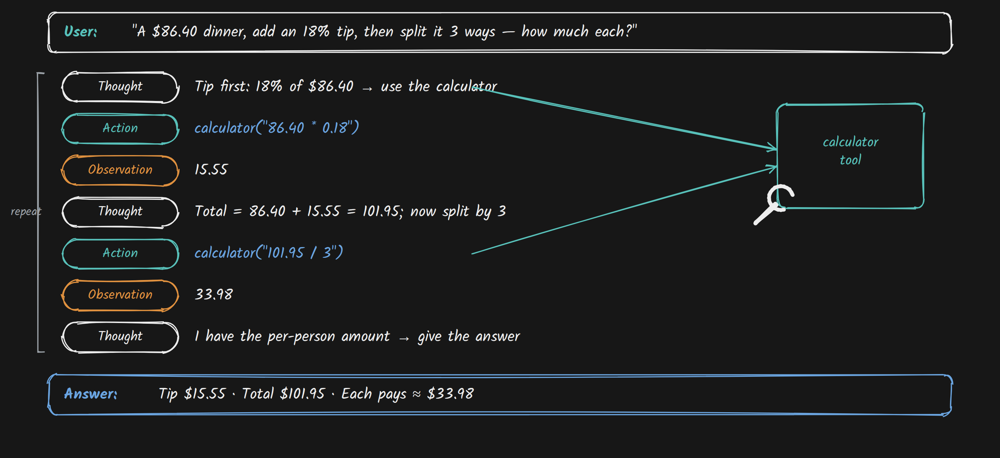 User: "A $86.40 dinner, add an 18% tip, then split it 3 ways — how much each?"
Thought Tip first: 18% of $86.40 → use the calculator
Action calculator("86.40 * 0.18")
calculator
tool
Observation 15.55
repeat
Thought Total = 86.40 + 15.55 = 101.95; now split by 3
Action calculator("101.95 / 3")
Observation 33.98
Thought I have the per-person amount → give the answer
Answer: Tip $15.55 · Total $101.95 · Each pays ≈ $33.98